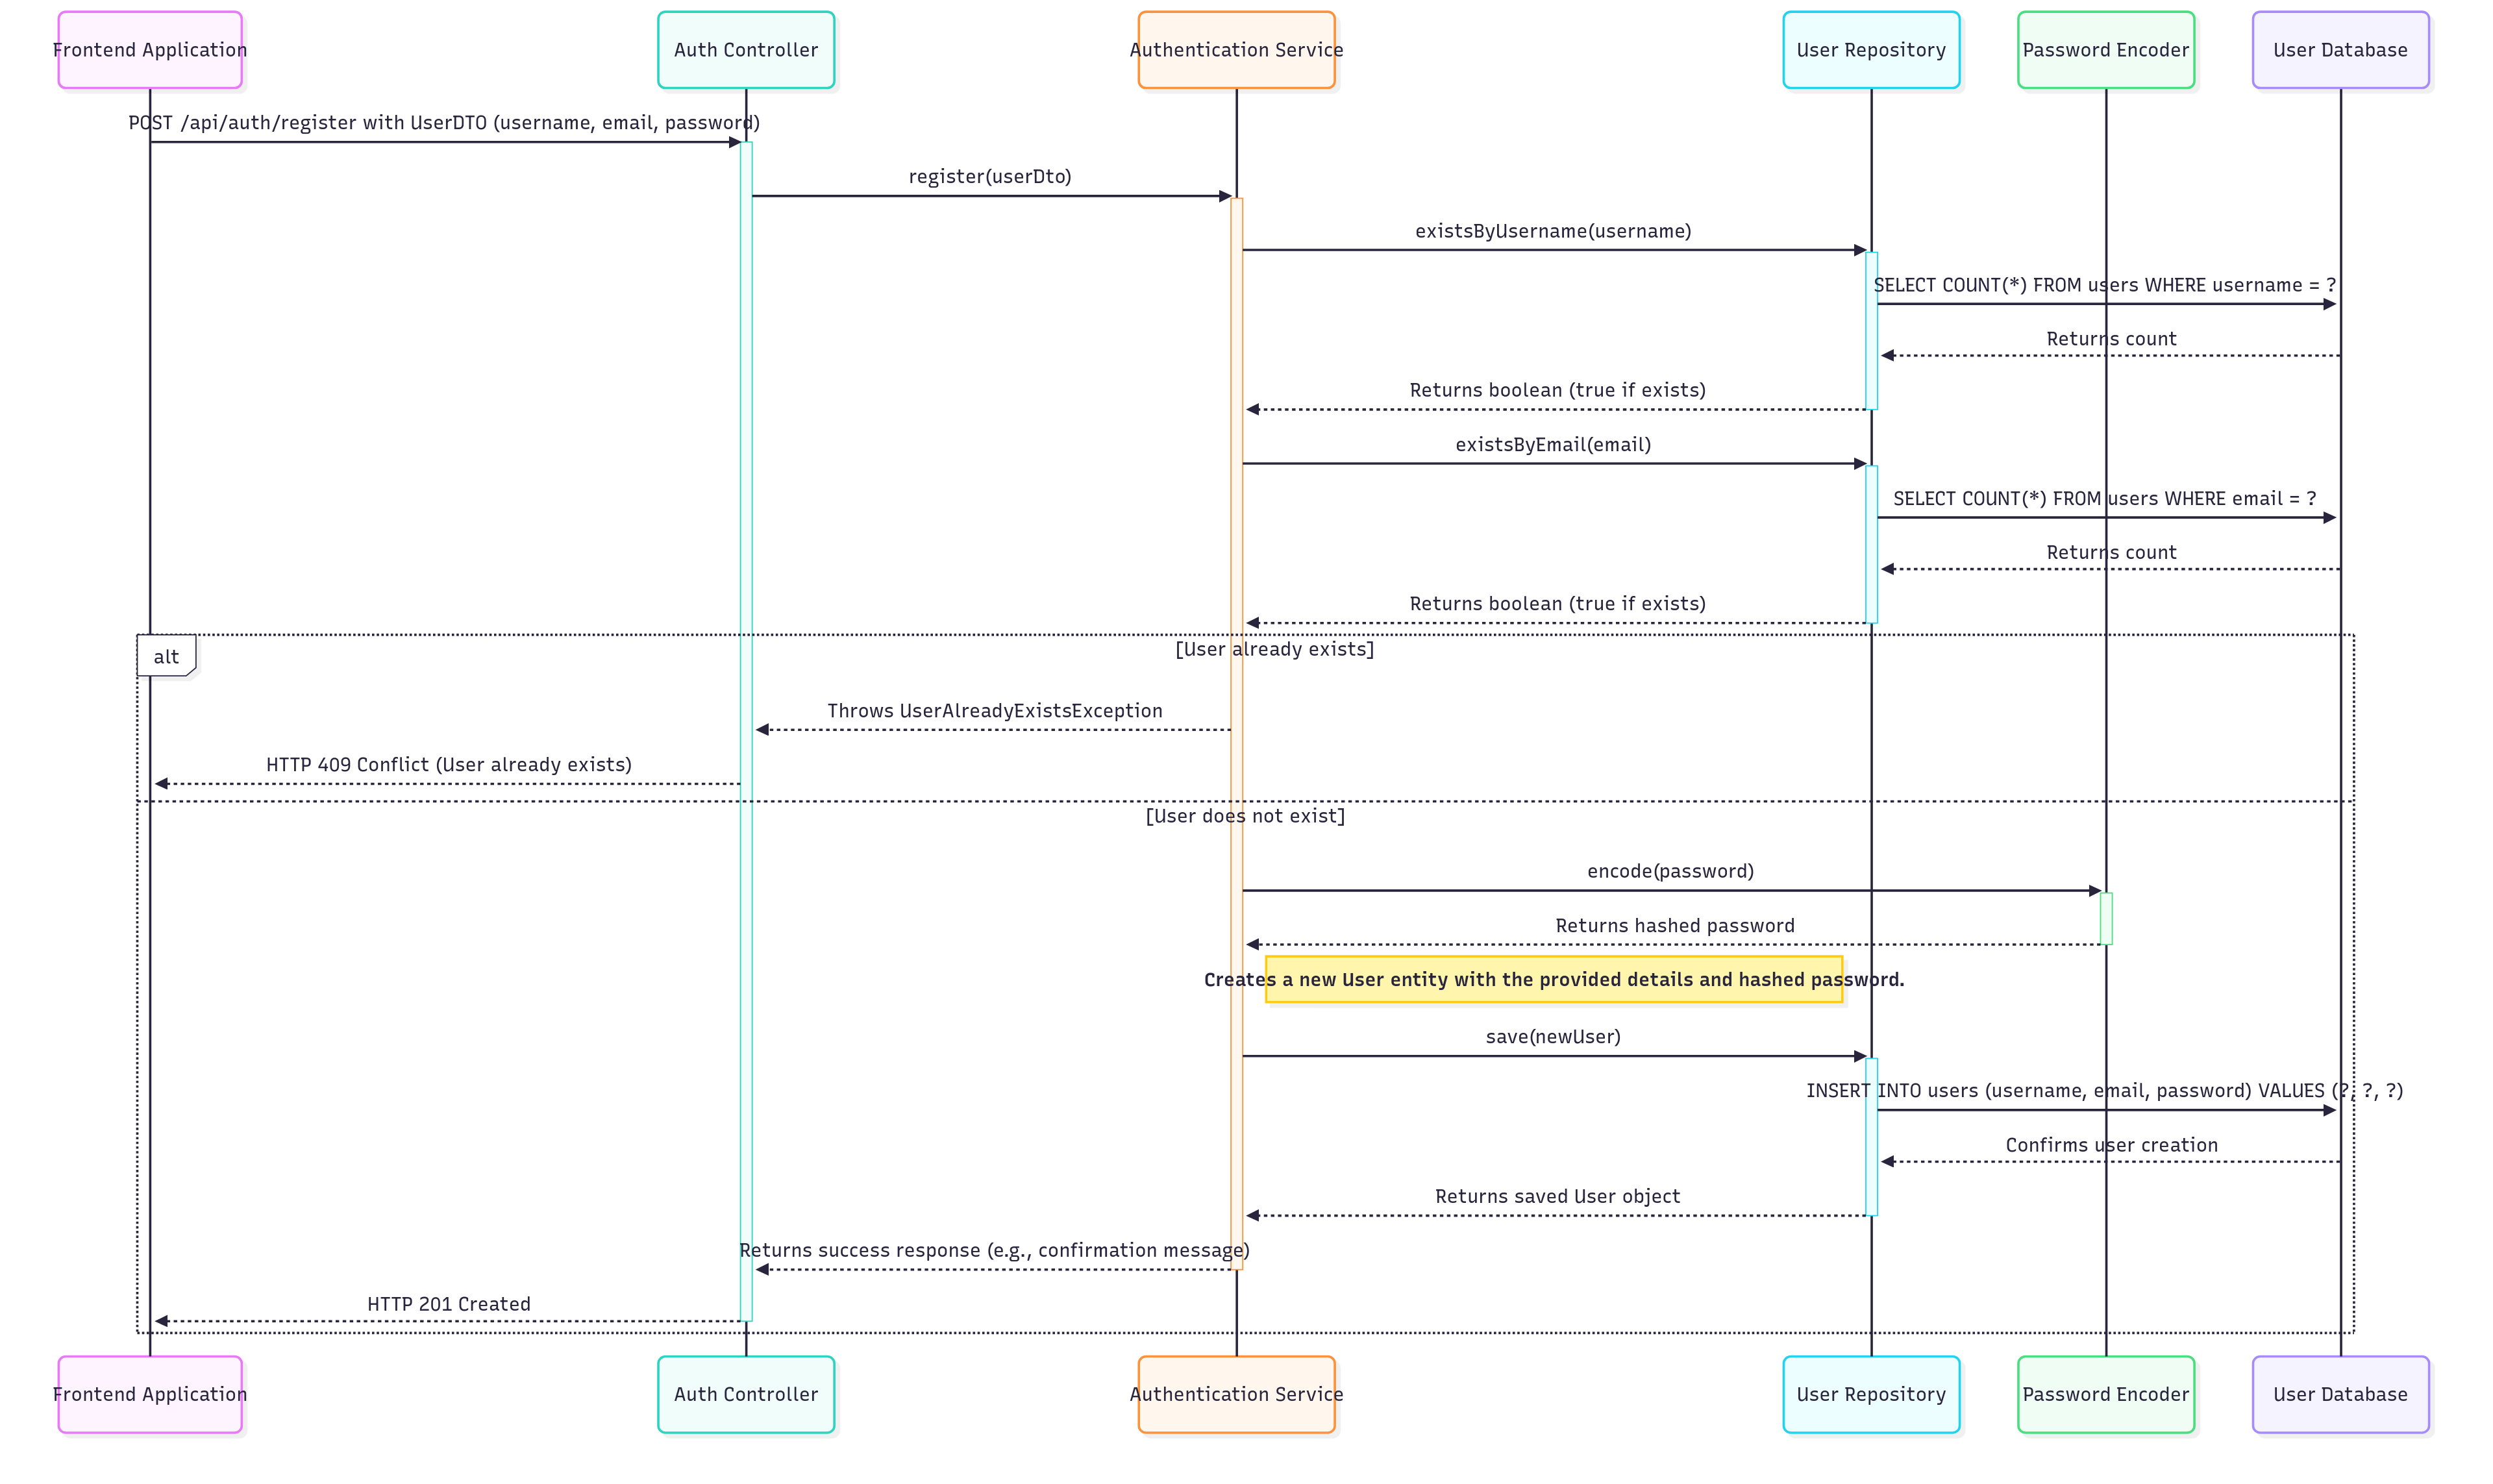 Frontend Application
Auth Controller
Authentication Service
User Repository
Password Encoder
User Database
POST /api/auth/register with UserDTO (username, email, password)
register(userDto)
existsByUsername(username)
SELECT COUNT(*) FROM users WHERE username = ?
Returns count
Returns boolean (true if exists)
existsByEmail(email)
SELECT COUNT(*) FROM users WHERE email = ?
Returns count
Returns boolean (true if exists)
alt
[User already exists]
Throws UserAlreadyExistsException
HTTP 409 Conflict (User already exists)
[User does not exist]
encode(password)
Returns hashed password
Creates a new User entity with the provided details and hashed password.
save(newUser)
INSERT INTO users (username, email, password) VALUES (?, ?, ?)
Confirms user creation
Returns saved User object
Returns success response (e.g., confirmation message)
HTTP 201 Created
Frontend Application
Auth Controller
Authentication Service
User Repository
Password Encoder
User Database